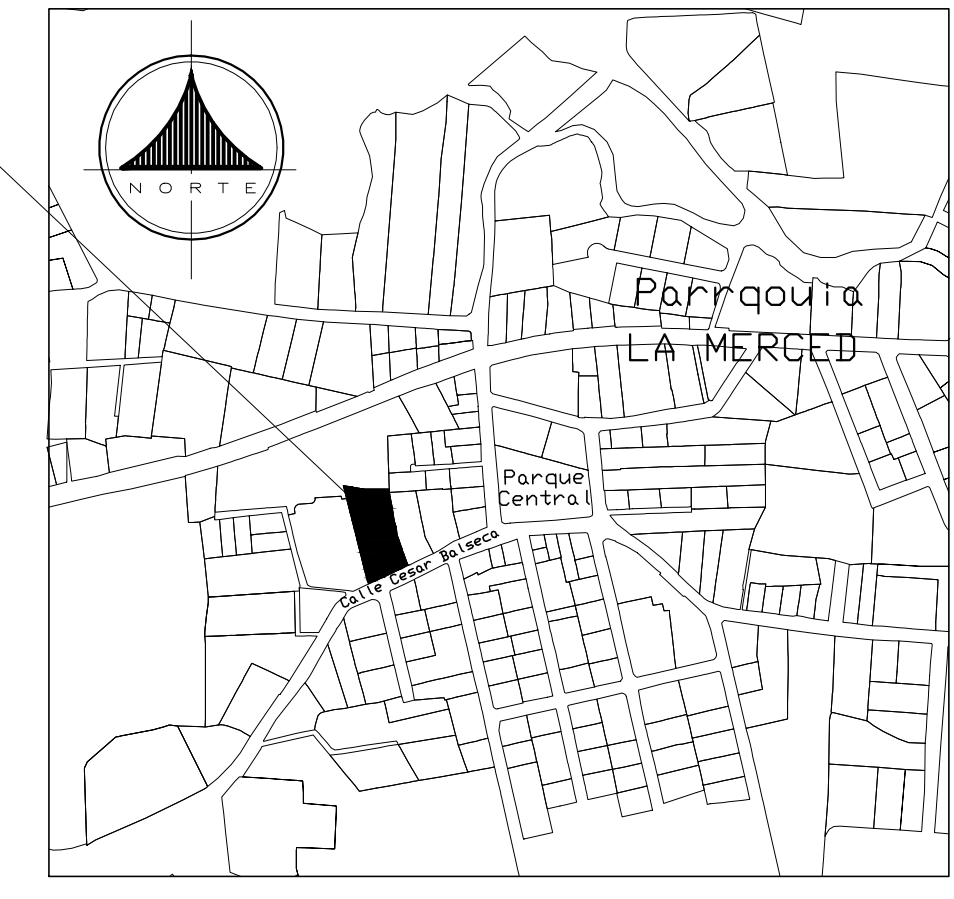 NORTE
Parrqouia
LA MERCED
Parque
Central
Calle Cesar Balseca